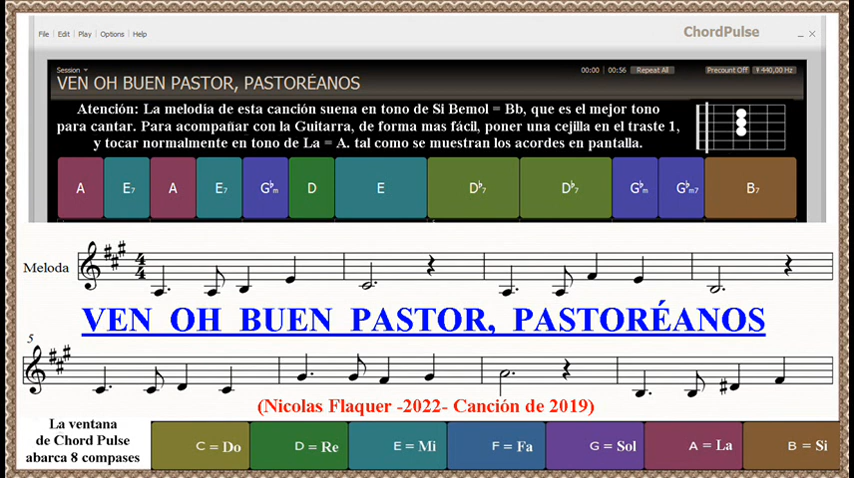 ChordPulse
File Edit Play Options Help
Session
00:00 00:56 Repeat All Precount Off 440,00 Hz
VEN OH BUEN PASTOR, PASTORÉANOS
Atención: La melodía de esta canción suena en tono de Si Bemol = Bb, que es el mejor tono
para cantar. Para acompañar con la Guitarra, de forma mas fácil, poner una cejilla en el traste 1,
y tocar normalmente en tono de La = A. tal como se muestran los acordes en pantalla.
A E7 A E7 G♭m D E D♭7 D♭7 G♭m G♭m7 B7
Meloda
4
4
VEN OH BUEN PASTOR, PASTORÉANOS
5
(Nicolas Flaquer -2022- Canción de 2019)
La ventana
de Chord Pulse
abarca 8 compases
C = Do D = Re E = Mi F = Fa G = Sol A = La B = Si